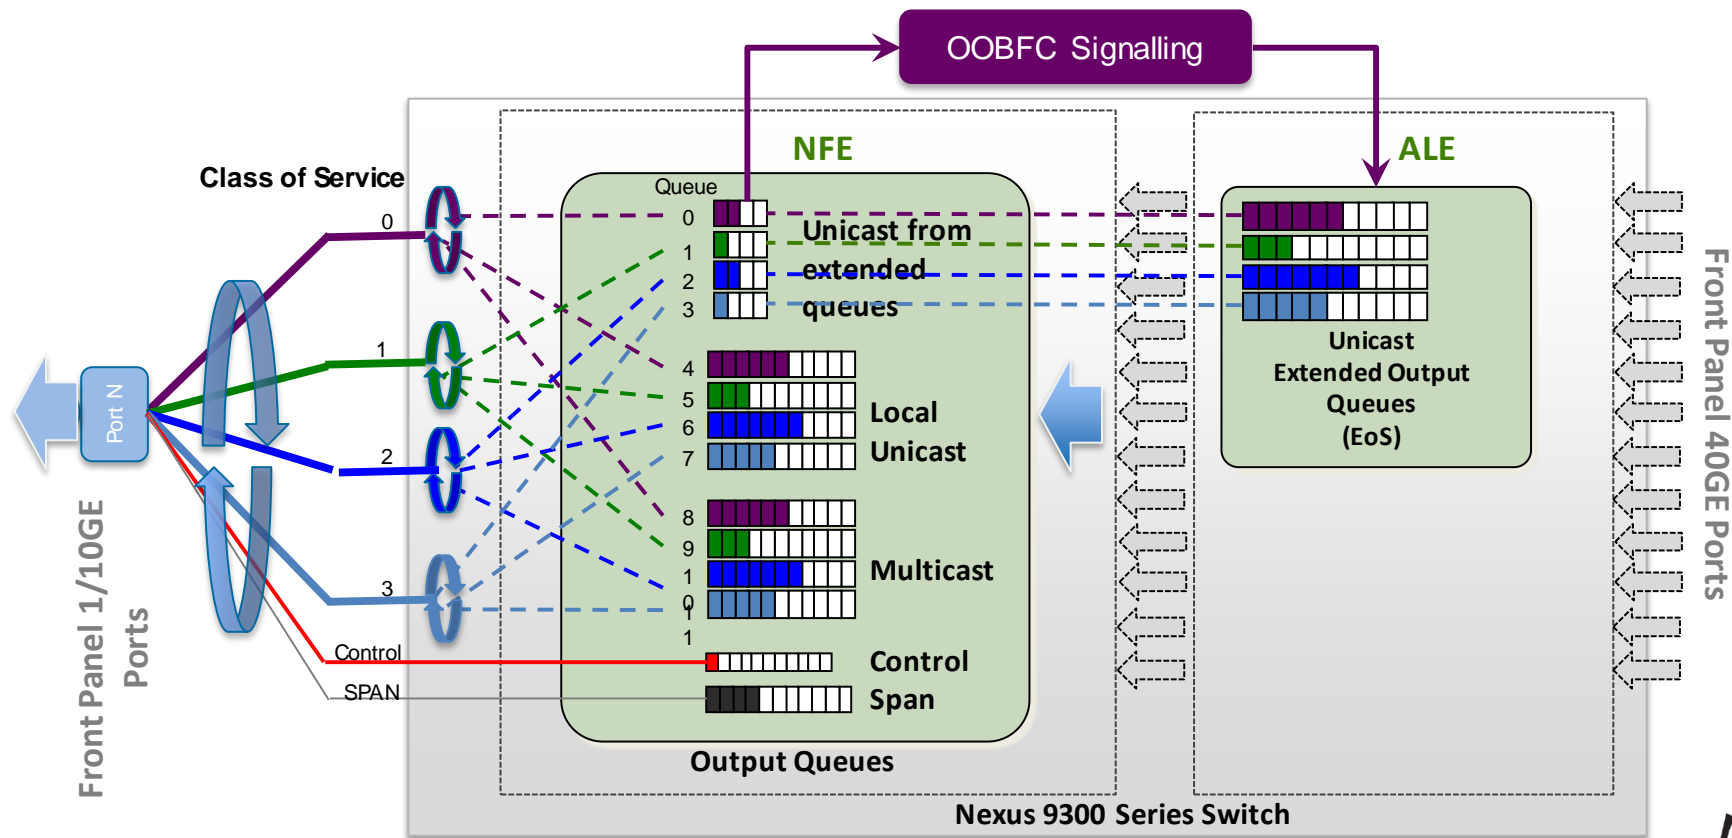 OOBFC Signalling
NFE
ALE
Class of Service
Queue
0
1
2
3
Unicast from
extended
queues
4
5
6
7
Local
Unicast
8
9
1
0
1
1
Multicast
Control
Span
Output Queues
0
1
2
3
Control
SPAN
Port N
Front Panel 1/10GE
Ports
Unicast
Extended Output
Queues
(EoS)
Front Panel 40GE Ports
Nexus 9300 Series Switch